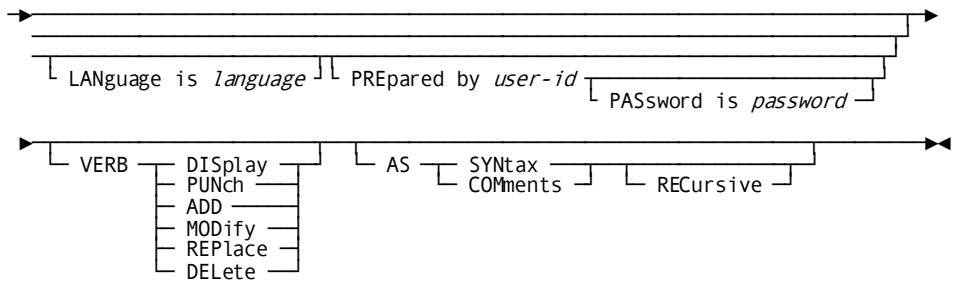 LANguage is language PREpared by user-id
PASsword is password
VERB DISplay AS SYNtax
PUNch COMments RECursive
ADD
MODify
REPlace
DELete